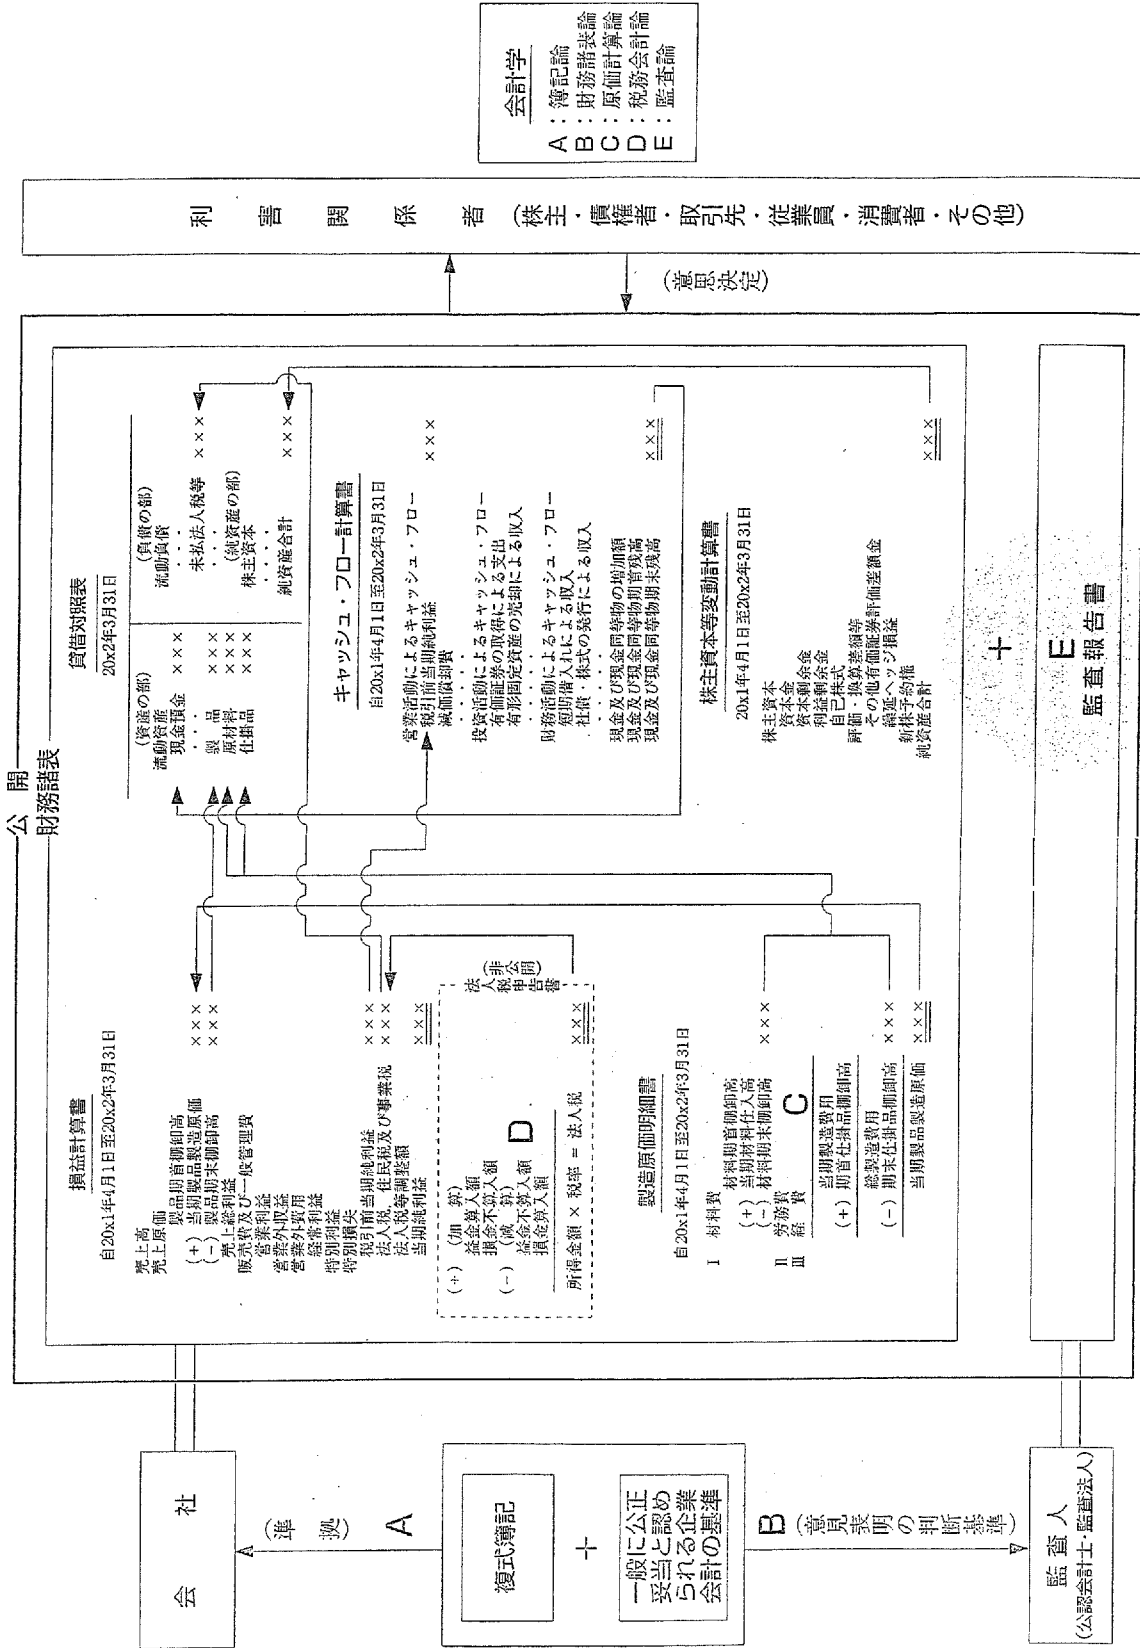 会社
(準拠)
A
複式簿記
+
一般に公正
妥当と認め
られる企業
会計の基準
B
(意見表明の判断基準)
監査人
(公認会計士・監査法人)
公開
財務諸表
損益計算書
自20x1年4月1日至20x2年3月31日
売上高
売上原価
製品期首棚卸高
(+) 当期製品製造原価 ×××
(-) 製品期末棚卸高 ×××
売上総利益
販売費及び一般管理費
営業利益
営業外収益
営業外費用
経常利益
特別利益
特別損失
税引前当期純利益 ×××
法人税、住民税及び事業税 ×××
法人税等調整額
当期純利益 ×××
(非公開)
法人税申告書
(+) (加算)
益金算入額
損金不算入額
(-) (減算)
益金不算入額
損金算入額
D
所得金額 × 税率 = 法人税 ×××
製造原価明細書
自20x1年4月1日至20x2年3月31日
I 材料費
材料期首棚卸高
(+) 当期材料仕入高
(-) 材料期末棚卸高 ×××
II 労務費
III 経費
C
当期製造費用
(+) 期首仕掛品棚卸高
総製造費用
(-) 期末仕掛品棚卸高 ×××
当期製品製造原価 ×××
貸借対照表
20x2年3月31日
(資産の部)
流動資産
現金預金 ×××
・・・・
製品 ×××
原材料 ×××
仕掛品 ×××
(負債の部)
流動負債
・・・・
未払法人税等 ×××
(純資産の部)
株主資本
・・・・
純資産合計 ×××
キャッシュ・フロー計算書
自20x1年4月1日至20x2年3月31日
営業活動によるキャッシュ・フロー
税引前当期純利益 ×××
減価償却費
・・・・・
投資活動によるキャッシュ・フロー
有価証券の取得による支出
有形固定資産の売却による収入
・・・・・
財務活動によるキャッシュ・フロー
短期借入れによる収入
社債・株式の発行による収入
・・・・・
現金及び現金同等物の増加額
現金及び現金同等物期首残高
現金及び現金同等物期末残高 ×××
株主資本等変動計算書
20x1年4月1日至20x2年3月31日
株主資本
資本金
資本剰余金
利益剰余金
自己株式
評価・換算差額等
その他有価証券評価差額金
繰延ヘッジ損益
新株予約権
純資産合計 ×××
+
E
監査報告書
(意思決定)
利害関係者(株主・債権者・取引先・従業員・消費者・その他)
会計学
A:簿記論
B:財務諸表論
C:原価計算論
D:税務会計論
E:監査論